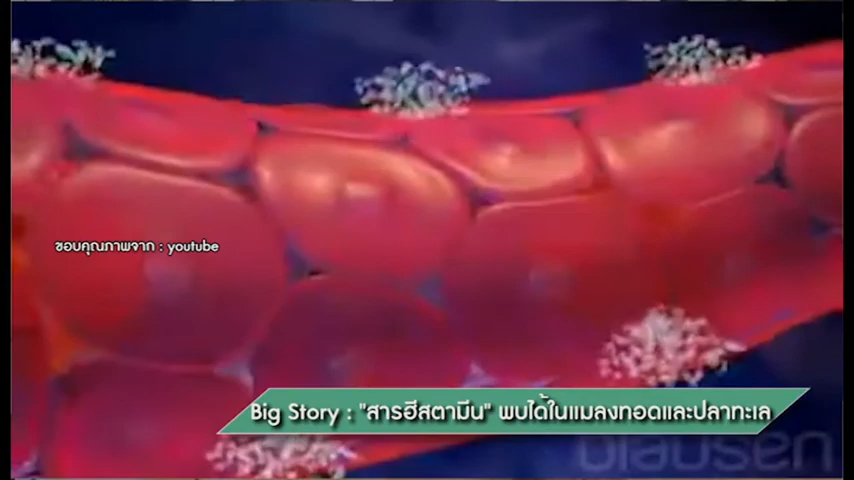 ขอบคุณภาพจาก : youtube
Big Story : "สารฮีสตามีน" พบได้ในแมลงทอดและปลาทะเล
blausen